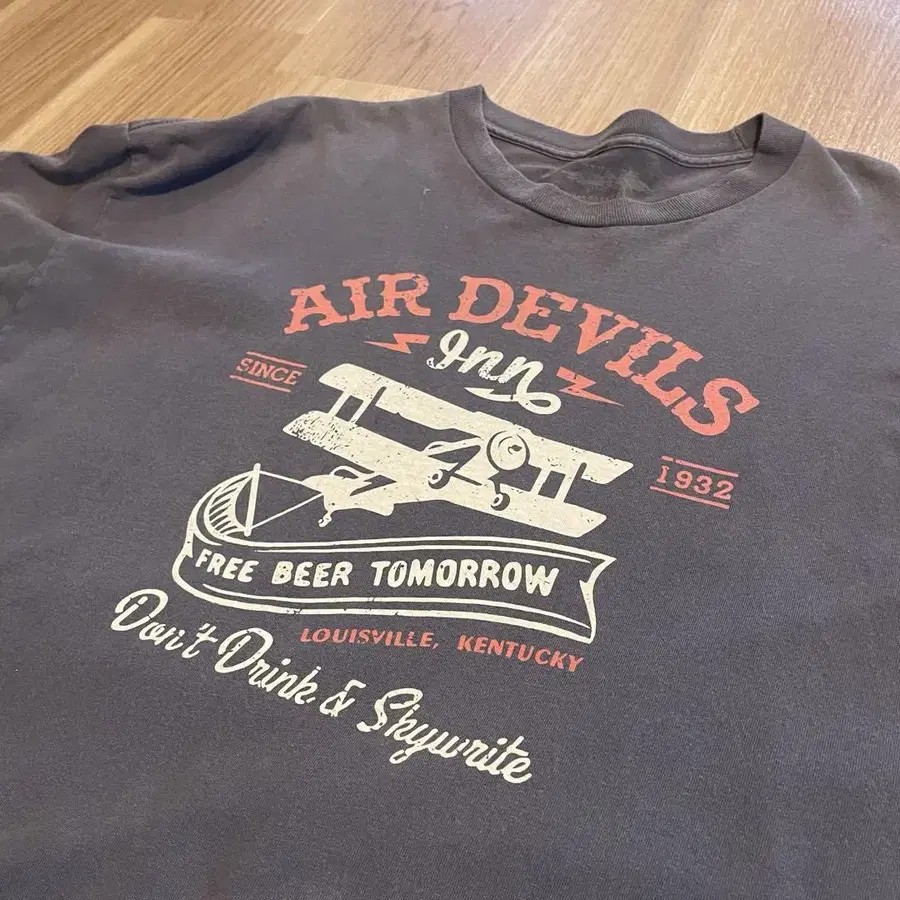 AIR DEVILS
Inn
SINCE
1932
FREE BEER TOMORROW
LOUISVILLE, KENTUCKY
Don't Drink & Skywrite